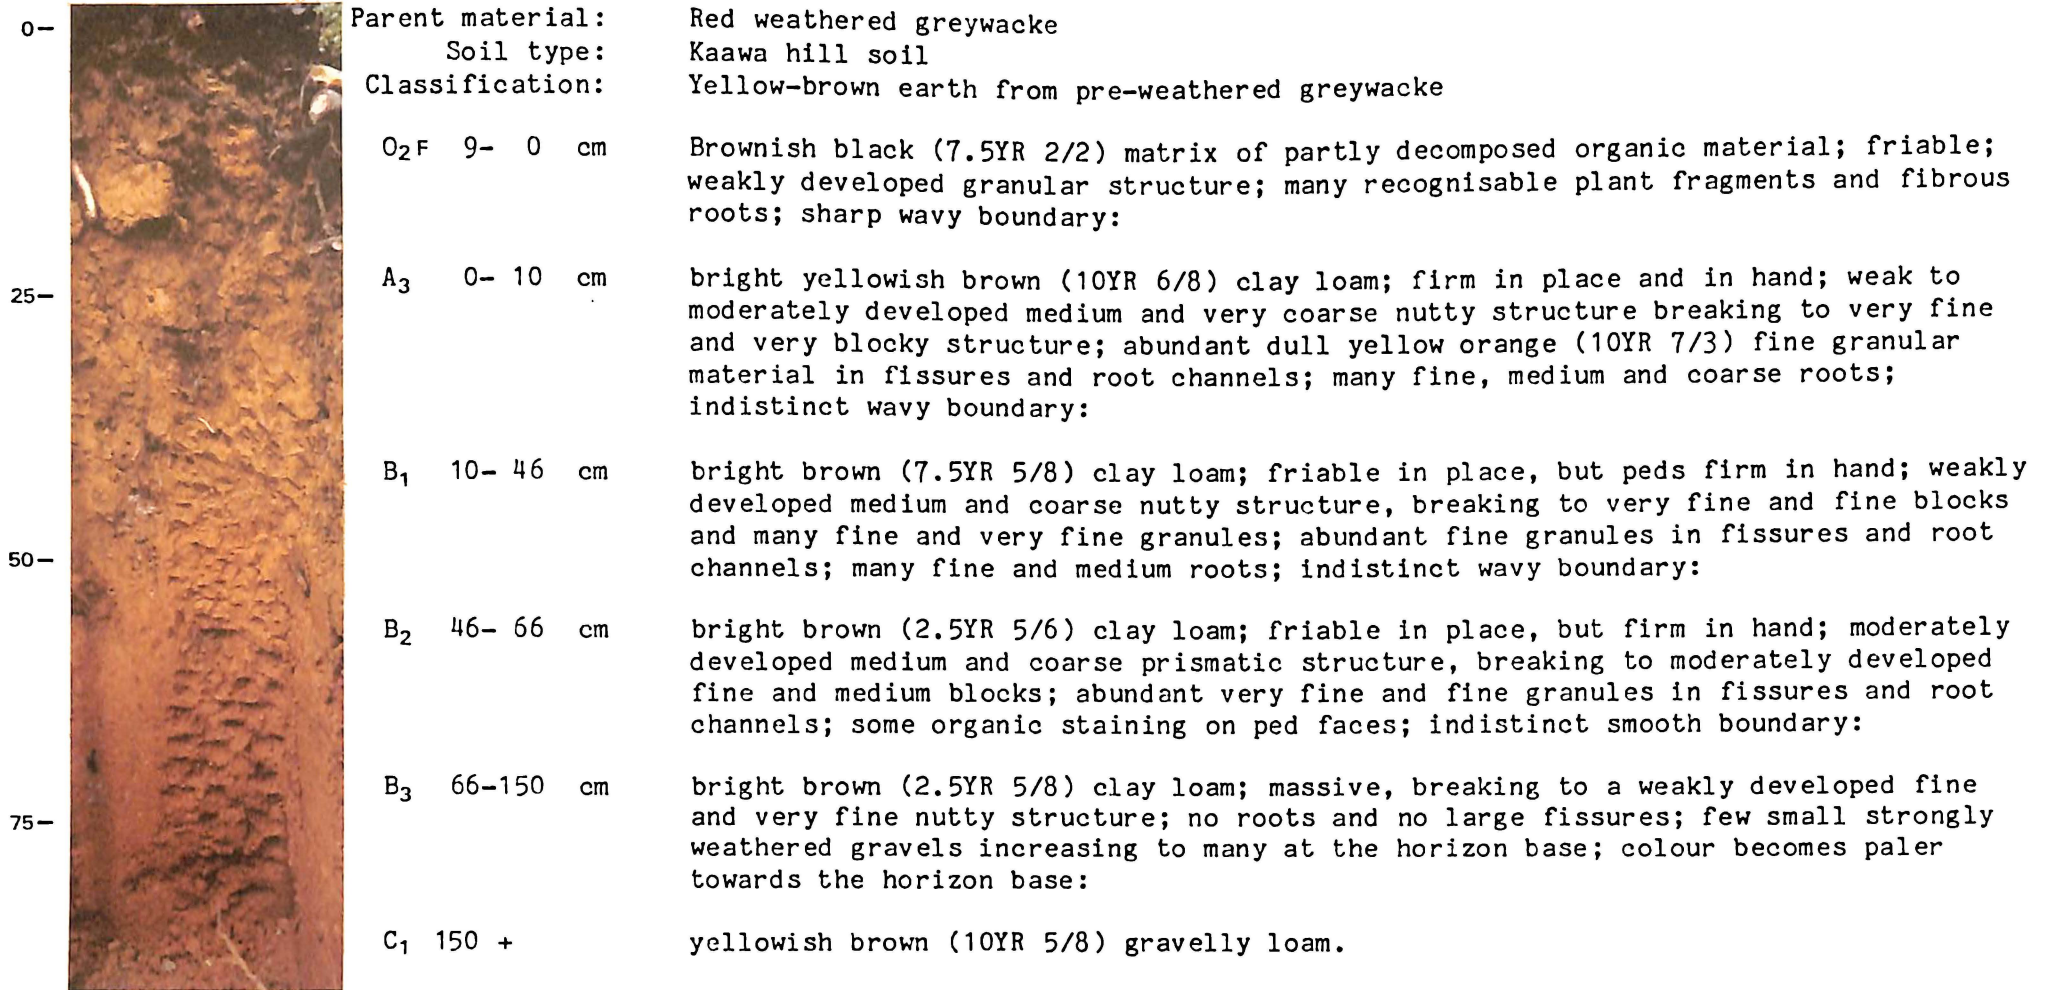 0—
25—
50—
75—
Parent material: Red weathered greywacke
Soil type: Kaawa hill soil
Classification: Yellow-brown earth from pre-weathered greywacke
O₂F 9– 0 cm Brownish black (7.5YR 2/2) matrix of partly decomposed organic material; friable;
weakly developed granular structure; many recognisable plant fragments and fibrous
roots; sharp wavy boundary:
A₃ 0– 10 cm bright yellowish brown (10YR 6/8) clay loam; firm in place and in hand; weak to
moderately developed medium and very coarse nutty structure breaking to very fine
and very blocky structure; abundant dull yellow orange (10YR 7/3) fine granular
material in fissures and root channels; many fine, medium and coarse roots;
indistinct wavy boundary:
B₁ 10– 46 cm bright brown (7.5YR 5/8) clay loam; friable in place, but peds firm in hand; weakly
developed medium and coarse nutty structure, breaking to very fine and fine blocks
and many fine and very fine granules; abundant fine granules in fissures and root
channels; many fine and medium roots; indistinct wavy boundary:
B₂ 46– 66 cm bright brown (2.5YR 5/6) clay loam; friable in place, but firm in hand; moderately
developed medium and coarse prismatic structure, breaking to moderately developed
fine and medium blocks; abundant very fine and fine granules in fissures and root
channels; some organic staining on ped faces; indistinct smooth boundary:
B₃ 66–150 cm bright brown (2.5YR 5/8) clay loam; massive, breaking to a weakly developed fine
and very fine nutty structure; no roots and no large fissures; few small strongly
weathered gravels increasing to many at the horizon base; colour becomes paler
towards the horizon base:
C₁ 150 + yellowish brown (10YR 5/8) gravelly loam.